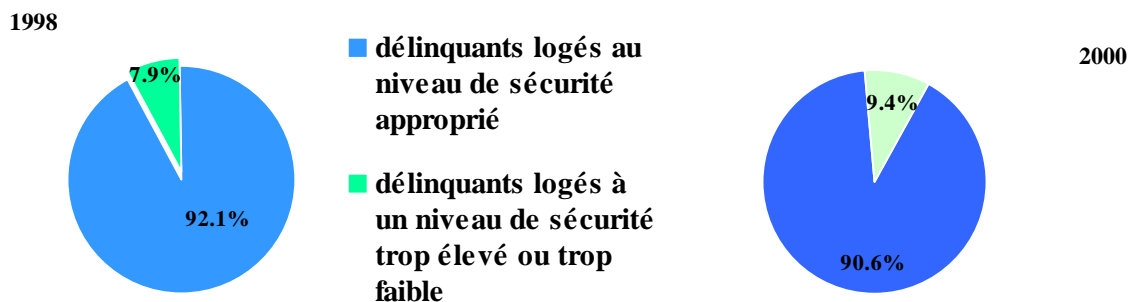 1998
7.9%
92.1%
délinquants logés au
niveau de sécurité
approprié
délinquants logés à
un niveau de sécurité
trop élevé ou trop
faible
2000
9.4%
90.6%